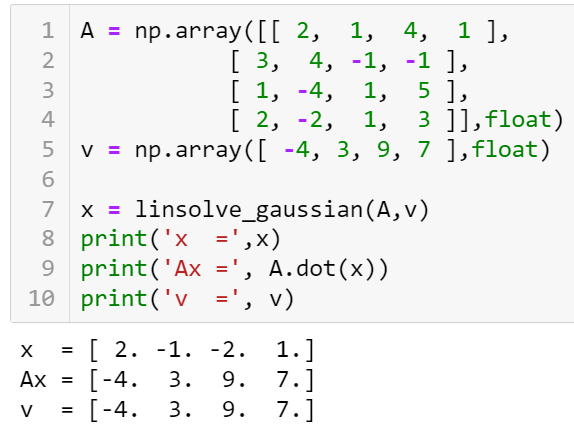 1 A = np.array([[ 2, 1, 4, 1 ],
2 [ 3, 4, -1, -1 ],
3 [ 1, -4, 1, 5 ],
4 [ 2, -2, 1, 3 ]],float)
5 v = np.array([ -4, 3, 9, 7 ],float)
6
7 x = linsolve_gaussian(A,v)
8 print('x  =',x)
9 print('Ax =', A.dot(x))
10 print('v  =', v)
x  = [ 2. -1. -2.  1.]
Ax = [-4.  3.  9.  7.]
v  = [-4.  3.  9.  7.]